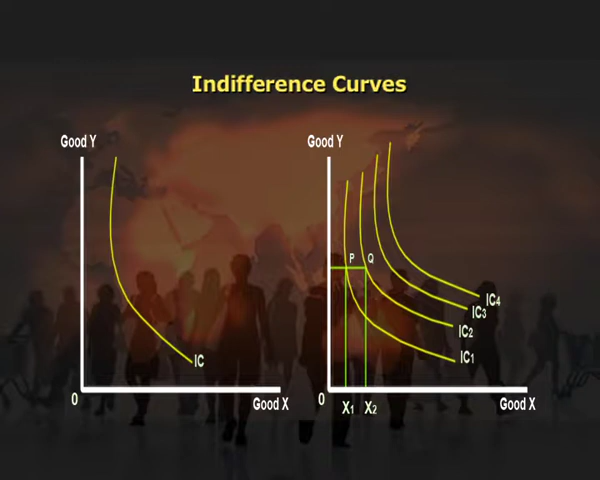 Indifference Curves
Good Y
IC
0
Good X
Good Y
P Q
IC4
IC3
IC2
IC1
0
X1 X2
Good X